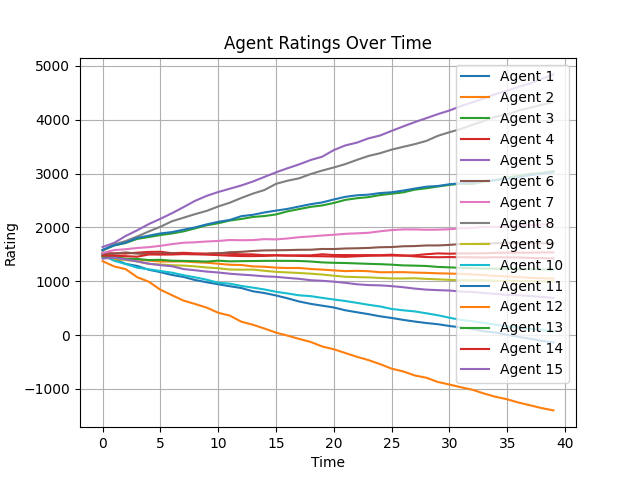 Agent Ratings Over Time
Rating
5000
4000
3000
2000
1000
0
−1000
Agent 1
Agent 2
Agent 3
Agent 4
Agent 5
Agent 6
Agent 7
Agent 8
Agent 9
Agent 10
Agent 11
Agent 12
Agent 13
Agent 14
Agent 15
0 5 10 15 20 25 30 35 40
Time